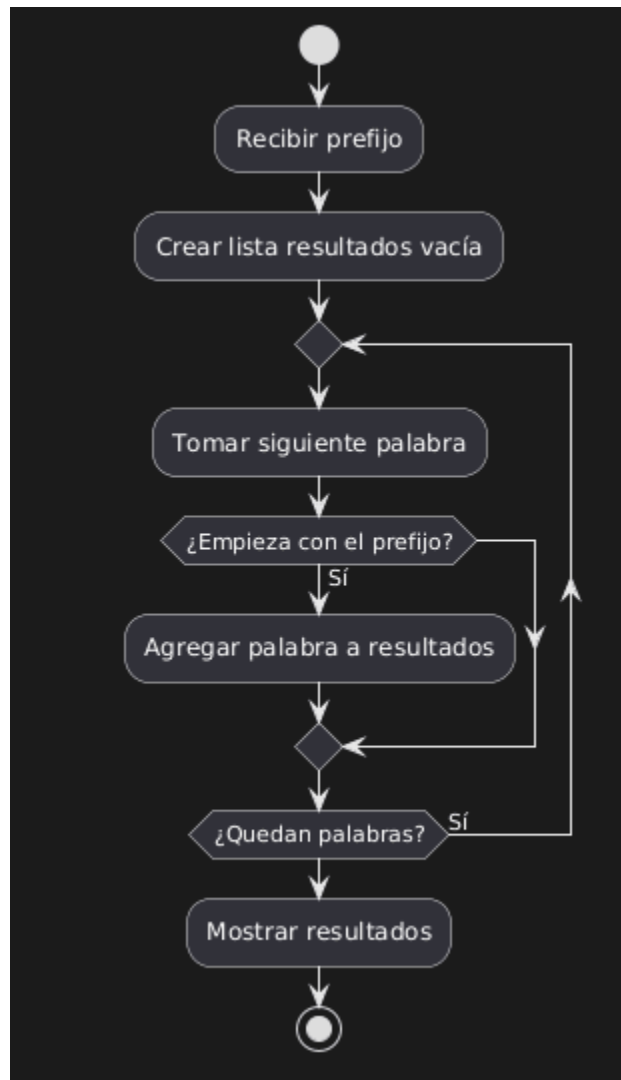 Recibir prefijo
Crear lista resultados vacía
Tomar siguiente palabra
¿Empieza con el prefijo?
Sí
Agregar palabra a resultados
¿Quedan palabras?
Sí
Mostrar resultados